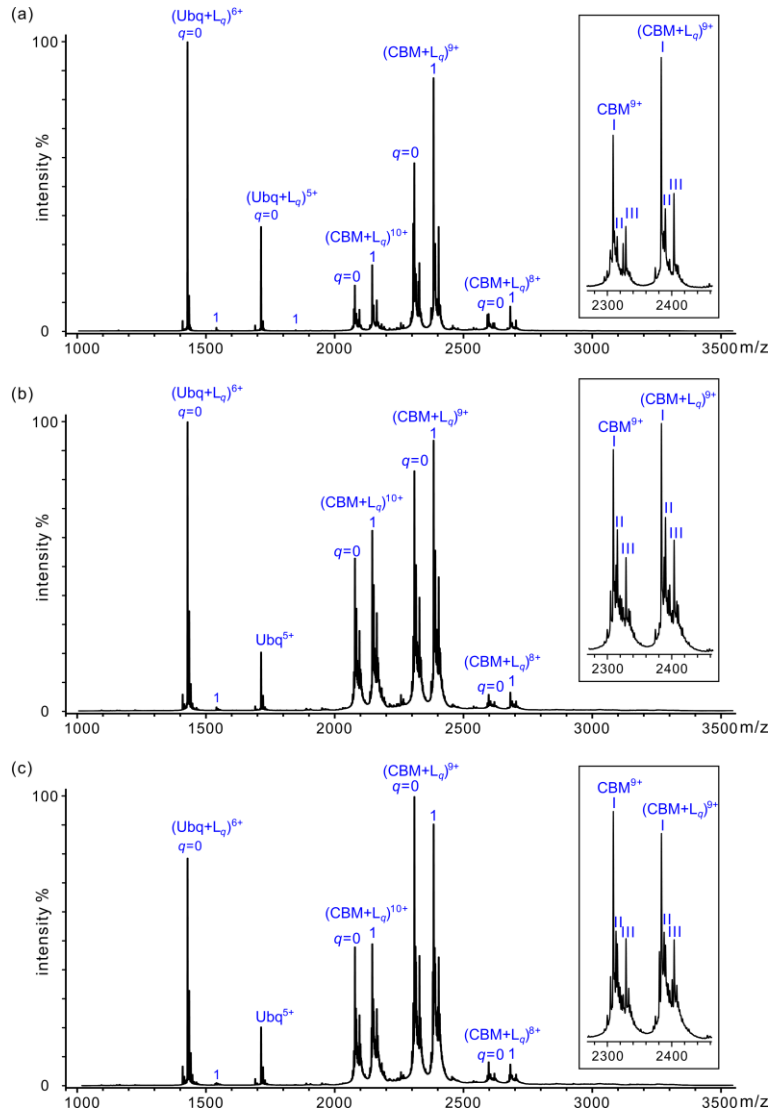 (a)
(Ubq+Lq)6+
q=0
100
(CBM+Lq)9+
1
(CBM+Lq)9+
I
CBM9+
I
q=0
III
II
II
III
(Ubq+Lq)5+
q=0
(CBM+Lq)10+
1
q=0
(CBM+Lq)8+
q=0 1
2300 2400
1
1
intensity %
0
1000 1500 2000 2500 3000 3500 m/z
(b)
(Ubq+Lq)6+
q=0
100
(CBM+Lq)9+
1
q=0
(CBM+Lq)9+
I
CBM9+
I
II
II
III
III
(CBM+Lq)10+
1
q=0
Ubq5+
(CBM+Lq)8+
q=0 1
2300 2400
1
intensity %
0
1000 1500 2000 2500 3000 3500 m/z
(c)
(CBM+Lq)9+
q=0
100
1
CBM9+
I
(CBM+Lq)9+
I
(Ubq+Lq)6+
q=0
II
III
II
III
(CBM+Lq)10+
q=0 1
Ubq5+
(CBM+Lq)8+
q=0 1
2300 2400
1
intensity %
0
1000 1500 2000 2500 3000 3500 m/z